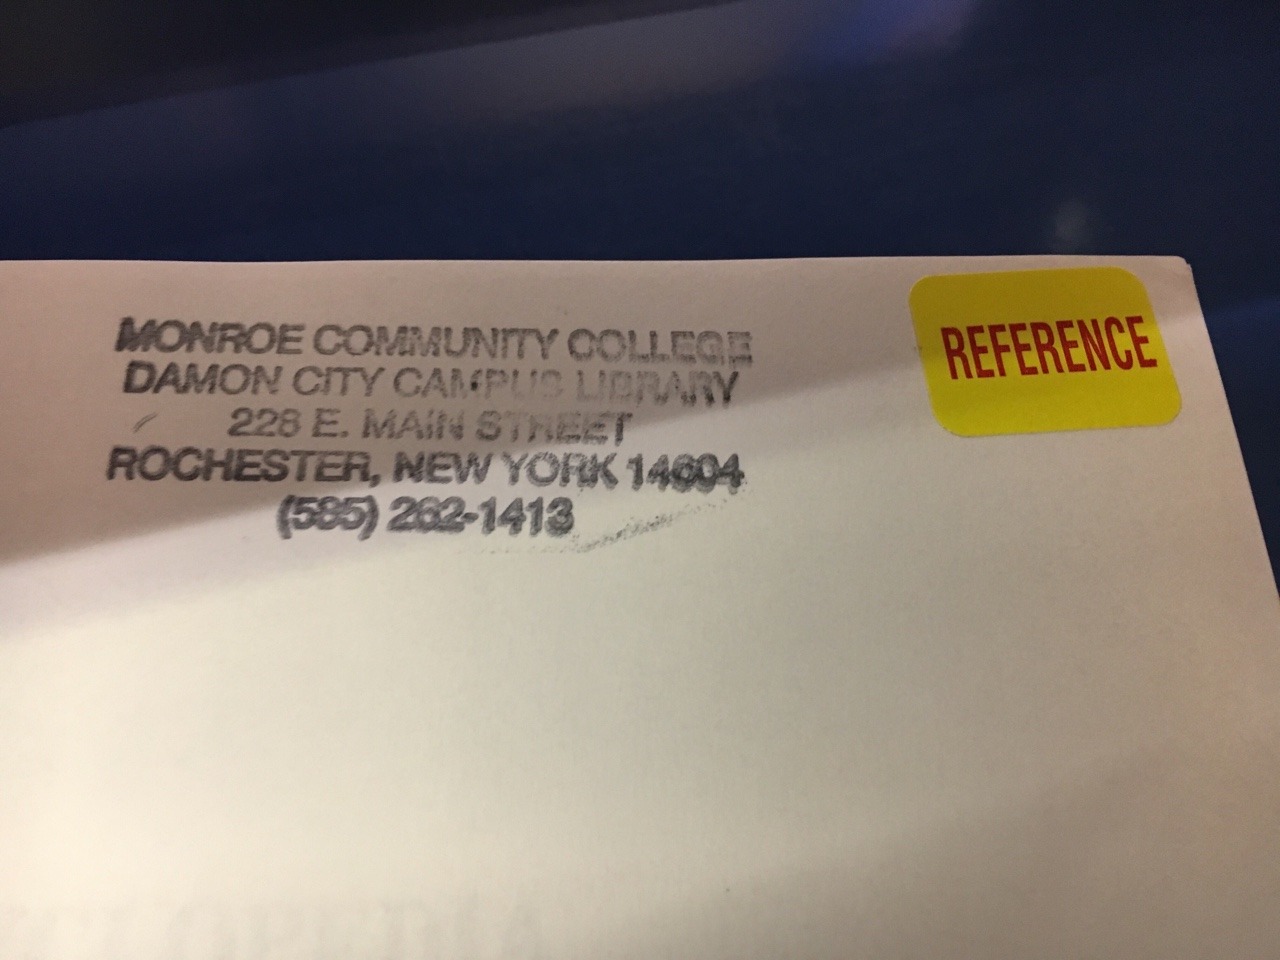 MONROE COMMUNITY COLLEGE
DAMON CITY CAMPUS LIBRARY
228 E. MAIN STREET
ROCHESTER, NEW YORK 14604
(585) 262-1413
REFERENCE